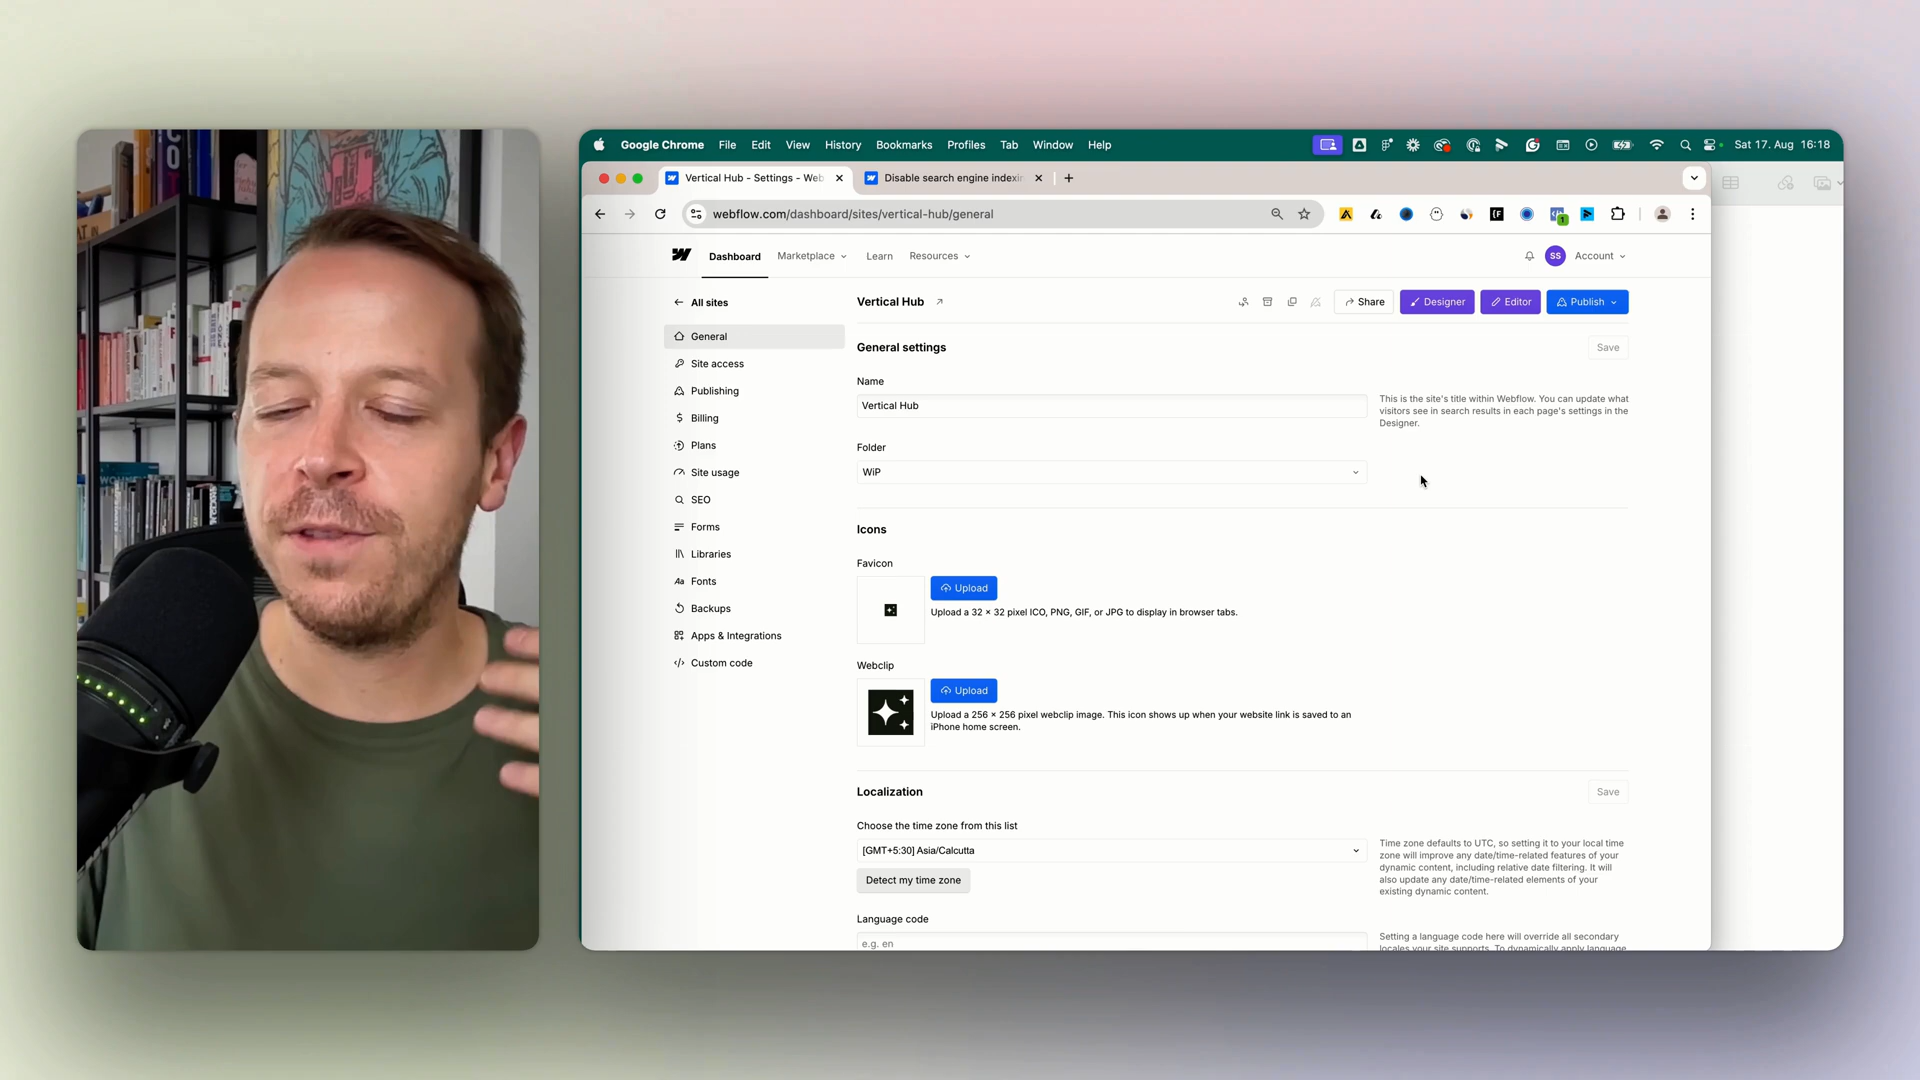 Google Chrome File Edit View History Bookmarks Profiles Tab Window Help Sat 17. Aug 16:18
Vertical Hub - Settings - Web
Disable search engine indexin
webflow.com/dashboard/sites/vertical-hub/general
1
Dashboard Marketplace Learn Resources
SS Account
All sites
General
Site access
Publishing
Billing
Plans
Site usage
SEO
Forms
Libraries
Fonts
Backups
Apps & Integrations
Custom code
Vertical Hub
Share Designer Editor Publish
General settings
Save
Name
Vertical Hub
This is the site's title within Webflow. You can update what
visitors see in search results in each page's settings in the
Designer.
Folder
WiP
Icons
Favicon
Upload
Upload a 32 × 32 pixel ICO, PNG, GIF, or JPG to display in browser tabs.
Webclip
Upload
Upload a 256 × 256 pixel webclip image. This icon shows up when your website link is saved to an
iPhone home screen.
Localization
Save
Choose the time zone from this list
[GMT+5:30] Asia/Calcutta
Detect my time zone
Time zone defaults to UTC, so setting it to your local time
zone will improve any date/time-related features of your
dynamic content, including relative date filtering. It will
also update any date/time-related elements of your
existing dynamic content.
Language code
e.g. en
Setting a language code here will override all secondary
locales your site supports. To dynamically apply language